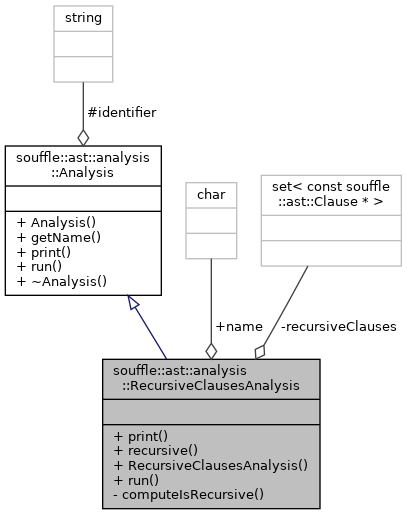 string
#identifier
souffle::ast::analysis
::Analysis
+ Analysis()
+ getName()
+ print()
+ run()
+ ~Analysis()
char
set< const souffle
::ast::Clause * >
+name
-recursiveClauses
souffle::ast::analysis
::RecursiveClausesAnalysis
+ print()
+ recursive()
+ RecursiveClausesAnalysis()
+ run()
- computeIsRecursive()